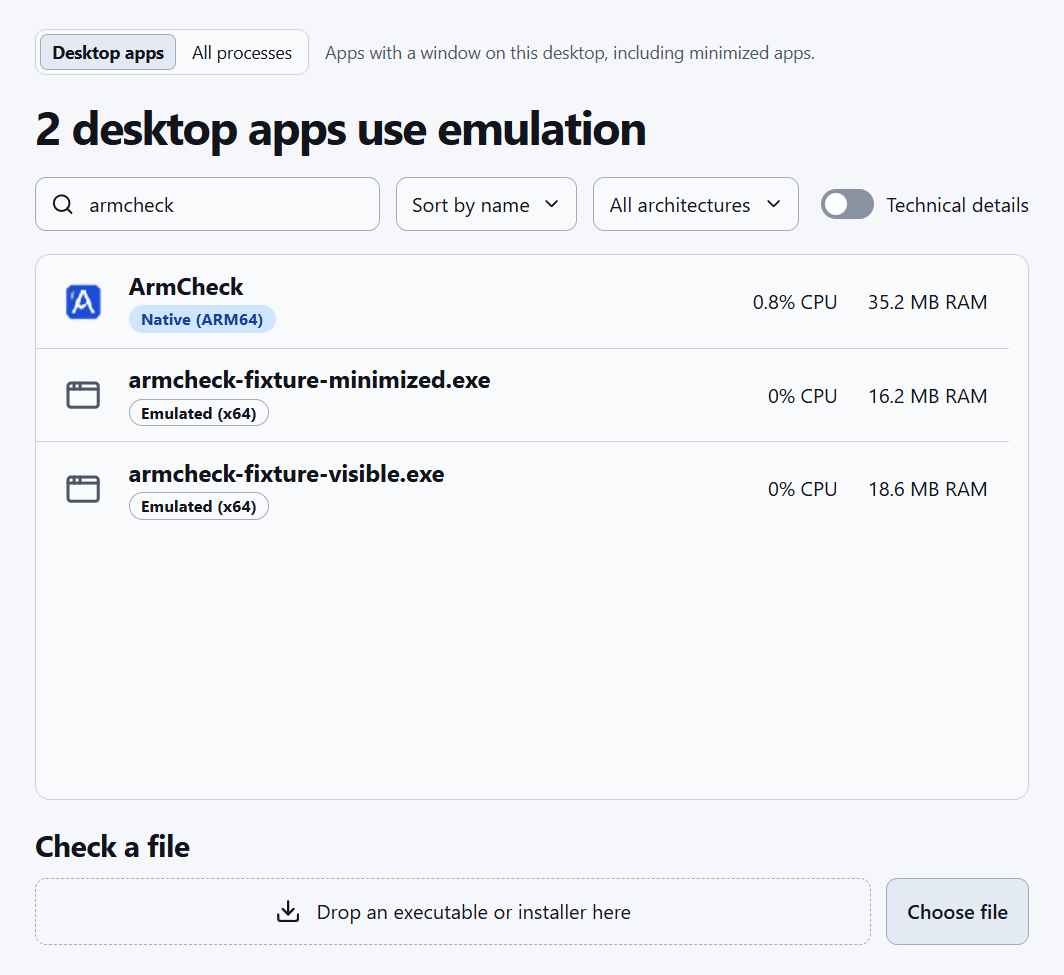 Desktop apps All processes Apps with a window on this desktop, including minimized apps.
2 desktop apps use emulation
armcheck Sort by name All architectures Technical details
ArmCheck
Native (ARM64)
0.8% CPU 35.2 MB RAM
armcheck-fixture-minimized.exe
Emulated (x64)
0% CPU 16.2 MB RAM
armcheck-fixture-visible.exe
Emulated (x64)
0% CPU 18.6 MB RAM
Check a file
Drop an executable or installer here Choose file